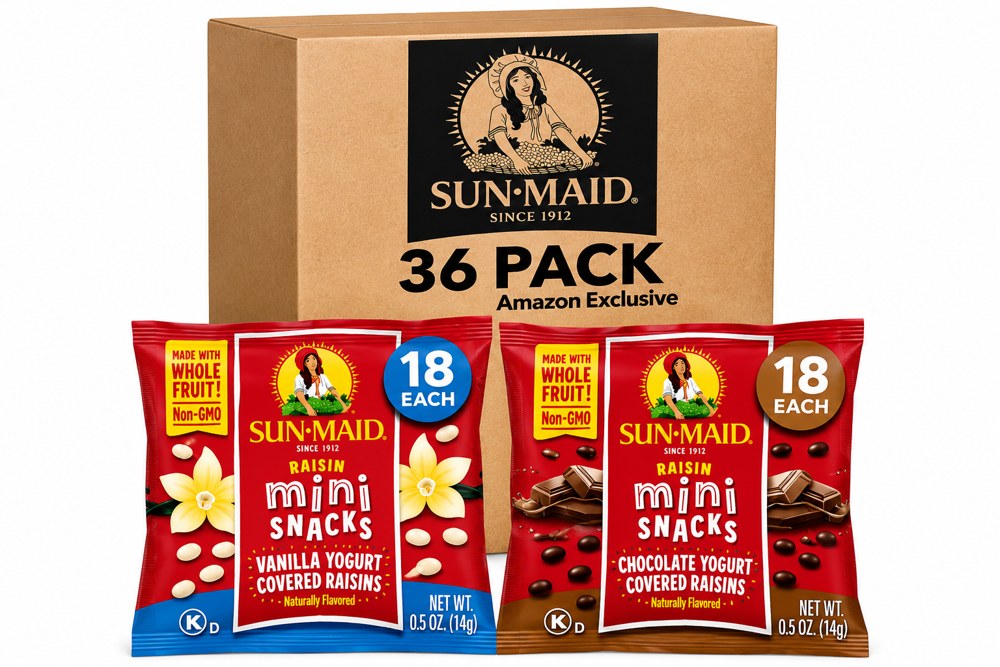 SUN•MAID®
SINCE 1912
36 PACK
Amazon Exclusive
MADE WITH
WHOLE
FRUIT!
Non-GMO
18
EACH
SUN•MAID®
SINCE 1912
RAISIN
mini
SNACKS
VANILLA YOGURT
COVERED RAISINS
Naturally Flavored
K D
NET WT.
0.5 OZ. (14g)
MADE WITH
WHOLE
FRUIT!
Non-GMO
18
EACH
SUN•MAID®
SINCE 1912
RAISIN
mini
SNACKS
CHOCOLATE YOGURT
COVERED RAISINS
Naturally Flavored
K D
NET WT.
0.5 OZ. (14g)